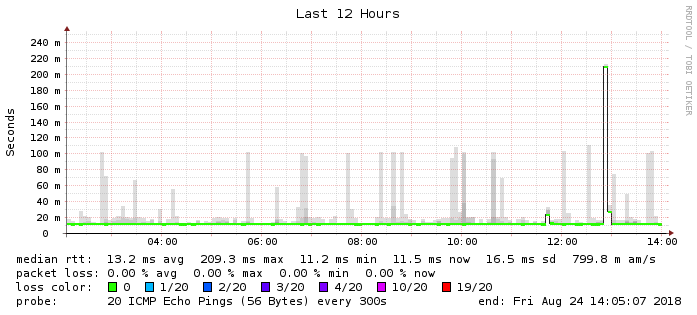 Last 12 Hours
RRDTOOL / TOBI OETIKER
Seconds
240 m
220 m
200 m
180 m
160 m
140 m
120 m
100 m
80 m
60 m
40 m
20 m
0
04:00 06:00 08:00 10:00 12:00 14:00
median rtt: 13.2 ms avg 209.3 ms max 11.2 ms min 11.5 ms now 16.5 ms sd 799.8 m am/s
packet loss: 0.00 % avg 0.00 % max 0.00 % min 0.00 % now
loss color: 0 1/20 2/20 3/20 4/20 10/20 19/20
probe: 20 ICMP Echo Pings (56 Bytes) every 300s end: Fri Aug 24 14:05:07 2018